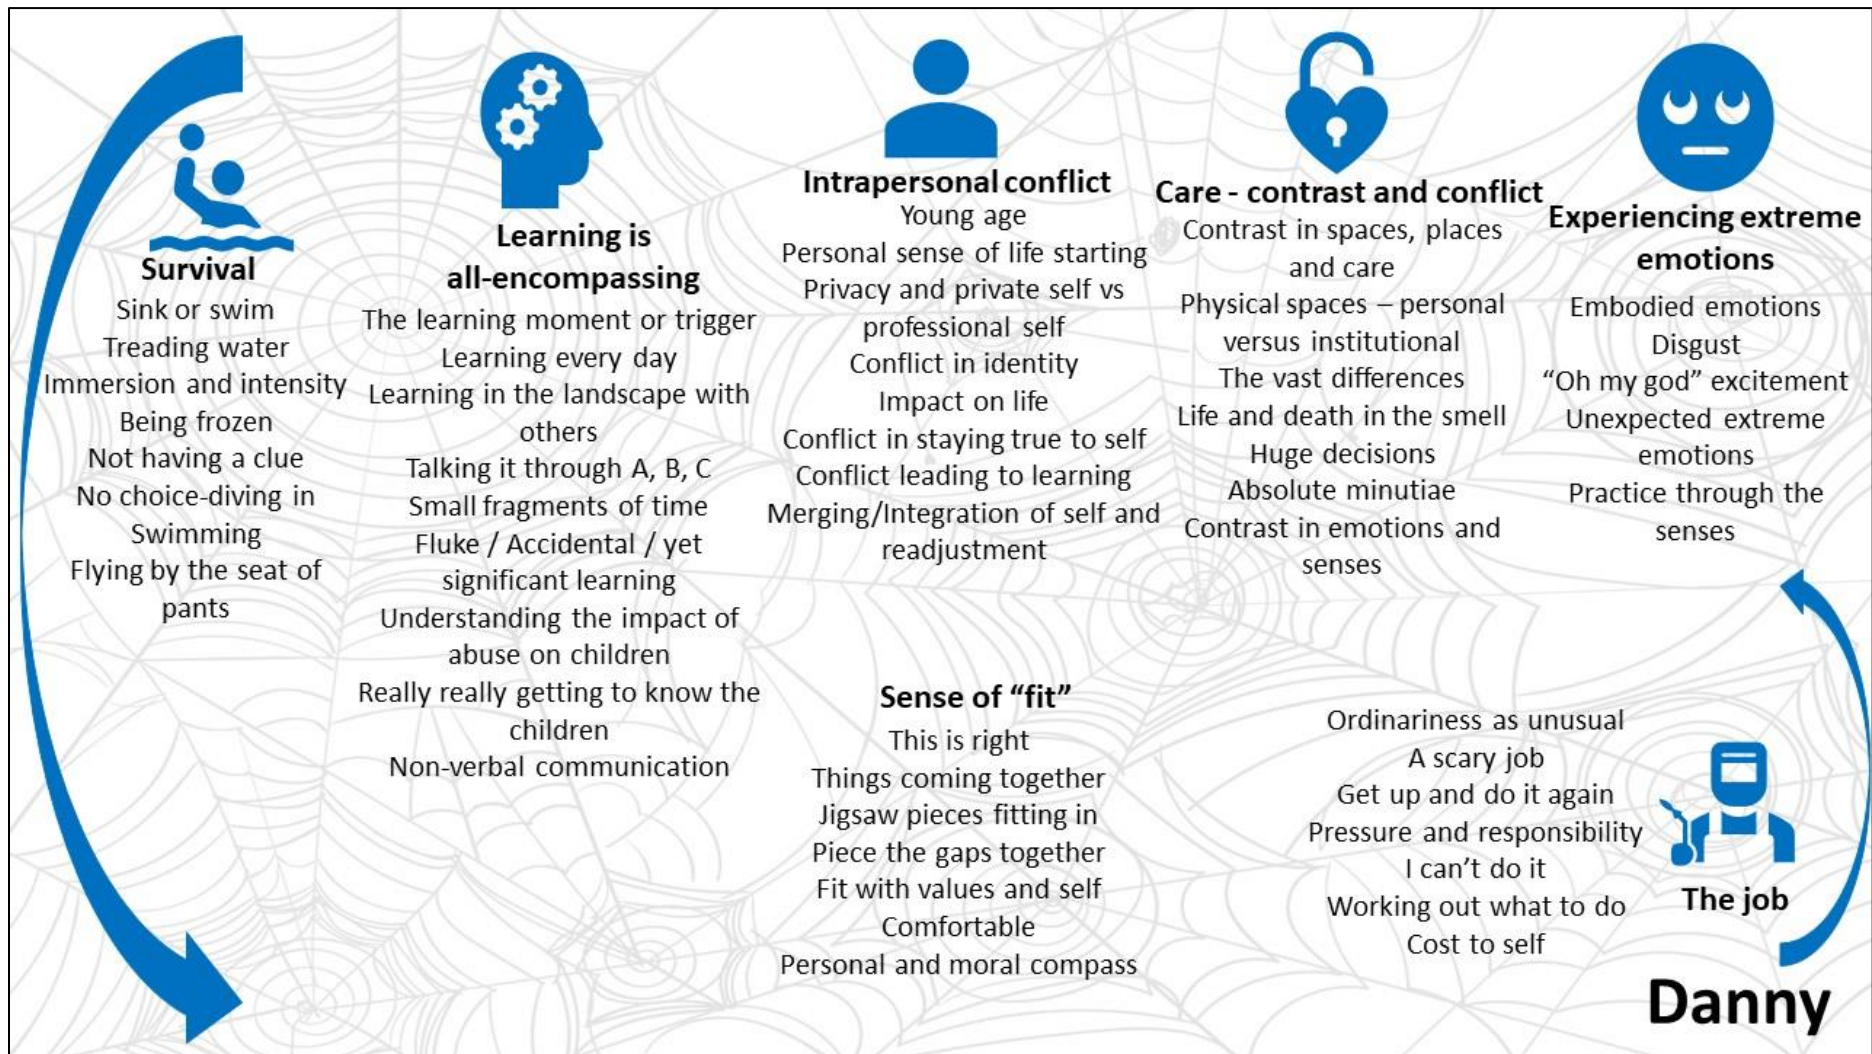 Survival
Sink or swim
Treading water
Immersion and intensity
Being frozen
Not having a clue
No choice-diving in
Swimming
Flying by the seat of
pants
Learning is
all-encompassing
The learning moment or trigger
Learning every day
Learning in the landscape with
others
Talking it through A, B, C
Small fragments of time
Fluke / Accidental / yet
significant learning
Understanding the impact of
abuse on children
Really really getting to know the
children
Non-verbal communication
Intrapersonal conflict
Young age
Personal sense of life starting
Privacy and private self vs
professional self
Conflict in identity
Impact on life
Conflict in staying true to self
Conflict leading to learning
Merging/Integration of self and
readjustment
Care - contrast and conflict
Contrast in spaces, places
and care
Physical spaces – personal
versus institutional
The vast differences
Life and death in the smell
Huge decisions
Absolute minutiae
Contrast in emotions and
senses
Experiencing extreme
emotions
Embodied emotions
Disgust
“Oh my god” excitement
Unexpected extreme
emotions
Practice through the
senses
Sense of “fit”
This is right
Things coming together
Jigsaw pieces fitting in
Piece the gaps together
Fit with values and self
Comfortable
Personal and moral compass
Ordinariness as unusual
A scary job
Get up and do it again
Pressure and responsibility
I can’t do it
Working out what to do
Cost to self
The job
Danny